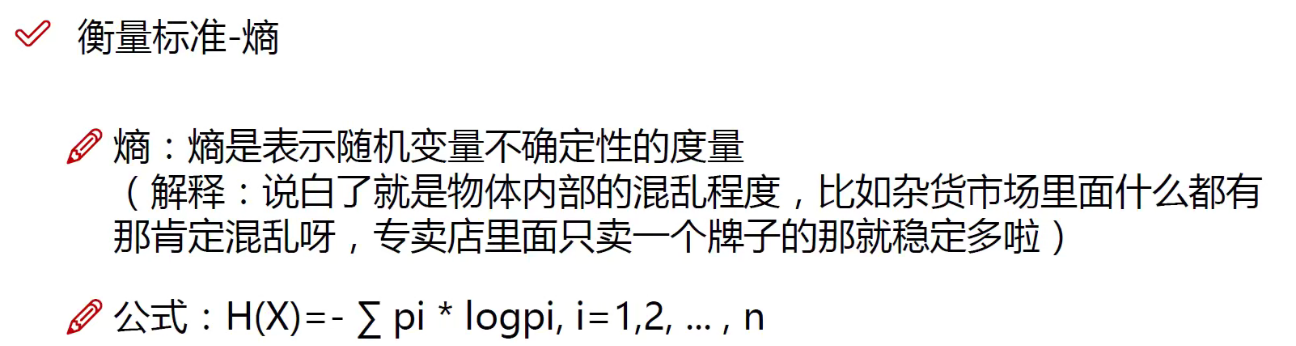 衡量标准-熵
熵：熵是表示随机变量不确定性的度量
（ 解释：说白了就是物体内部的混乱程度，比如杂货市场里面什么都有
那肯定混乱呀，专卖店里面只卖一个牌子的那就稳定多啦 ）
公式：H(X)=- ∑ pi * logpi, i=1,2, ... , n